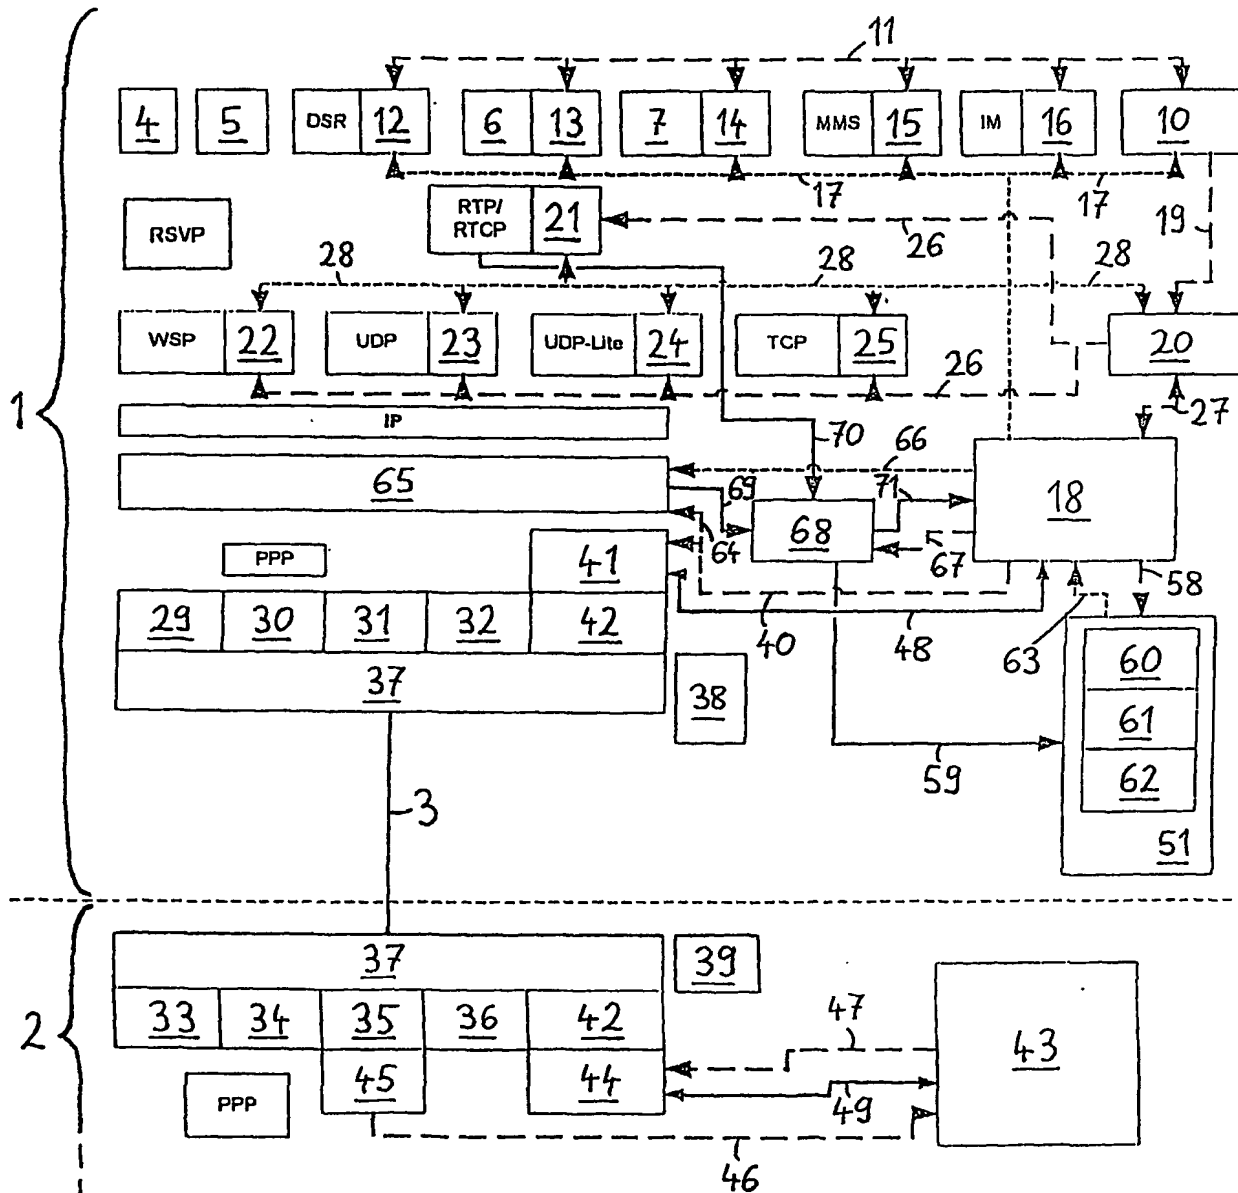 11
4 5 DSR 12 6 13 7 14 MMS 15 IM 16 10
17 17
RSVP RTP/ 21 26 19
RTCP
28 28 28
WSP 22 UDP 23 UDP-Lite 24 TCP 25 20
26
1 IP 27
70 66
65 69 71 18
68
64 67
PPP 41 58
29 30 31 32 42 40 48 63
60
37 38 61
59 62
3 51
37 39
33 34 35 36 42 47
2 43
45 44
PPP 49
46